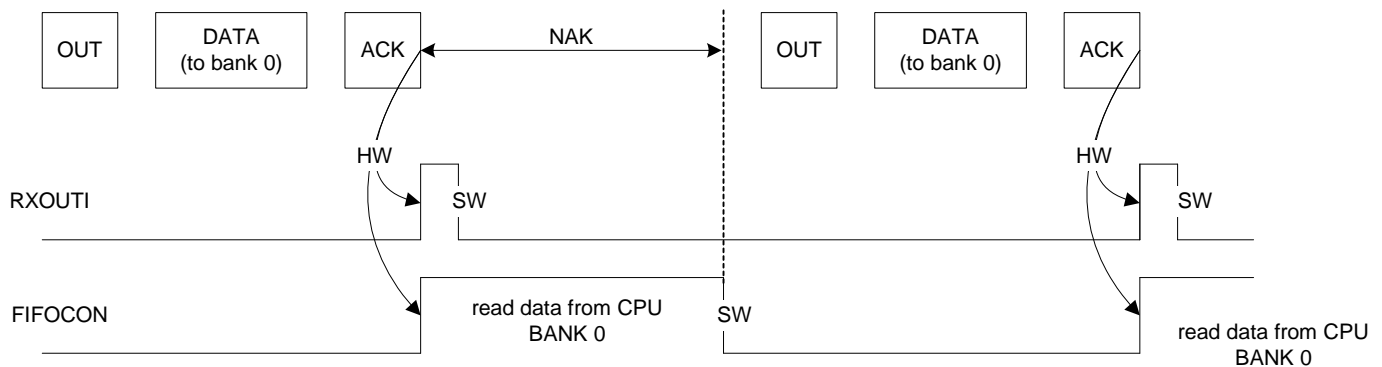 OUT
DATA
(to bank 0)
ACK
NAK
OUT
DATA
(to bank 0)
ACK
HW
HW
RXOUTI
SW
SW
FIFOCON
read data from CPU
BANK 0
SW
read data from CPU
BANK 0